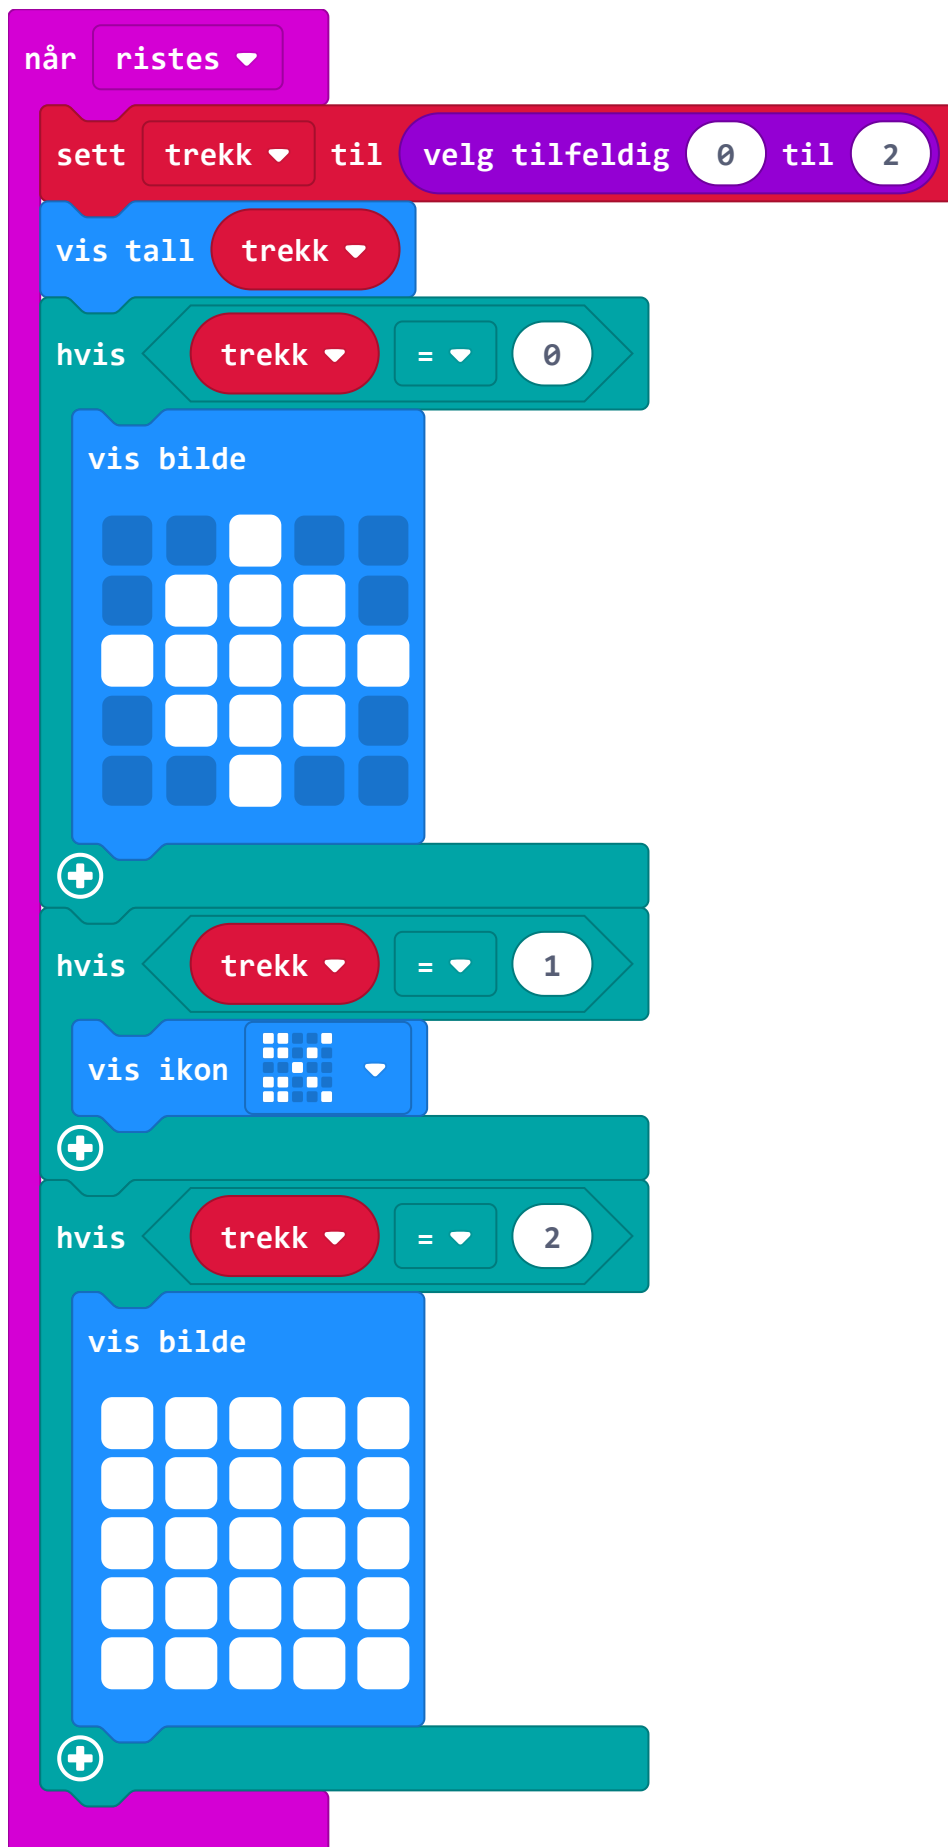 når ristes
sett trekk til velg tilfeldig 0 til 2
vis tall trekk
hvis trekk = 0
vis bilde
hvis trekk = 1
vis ikon
hvis trekk = 2
vis bilde